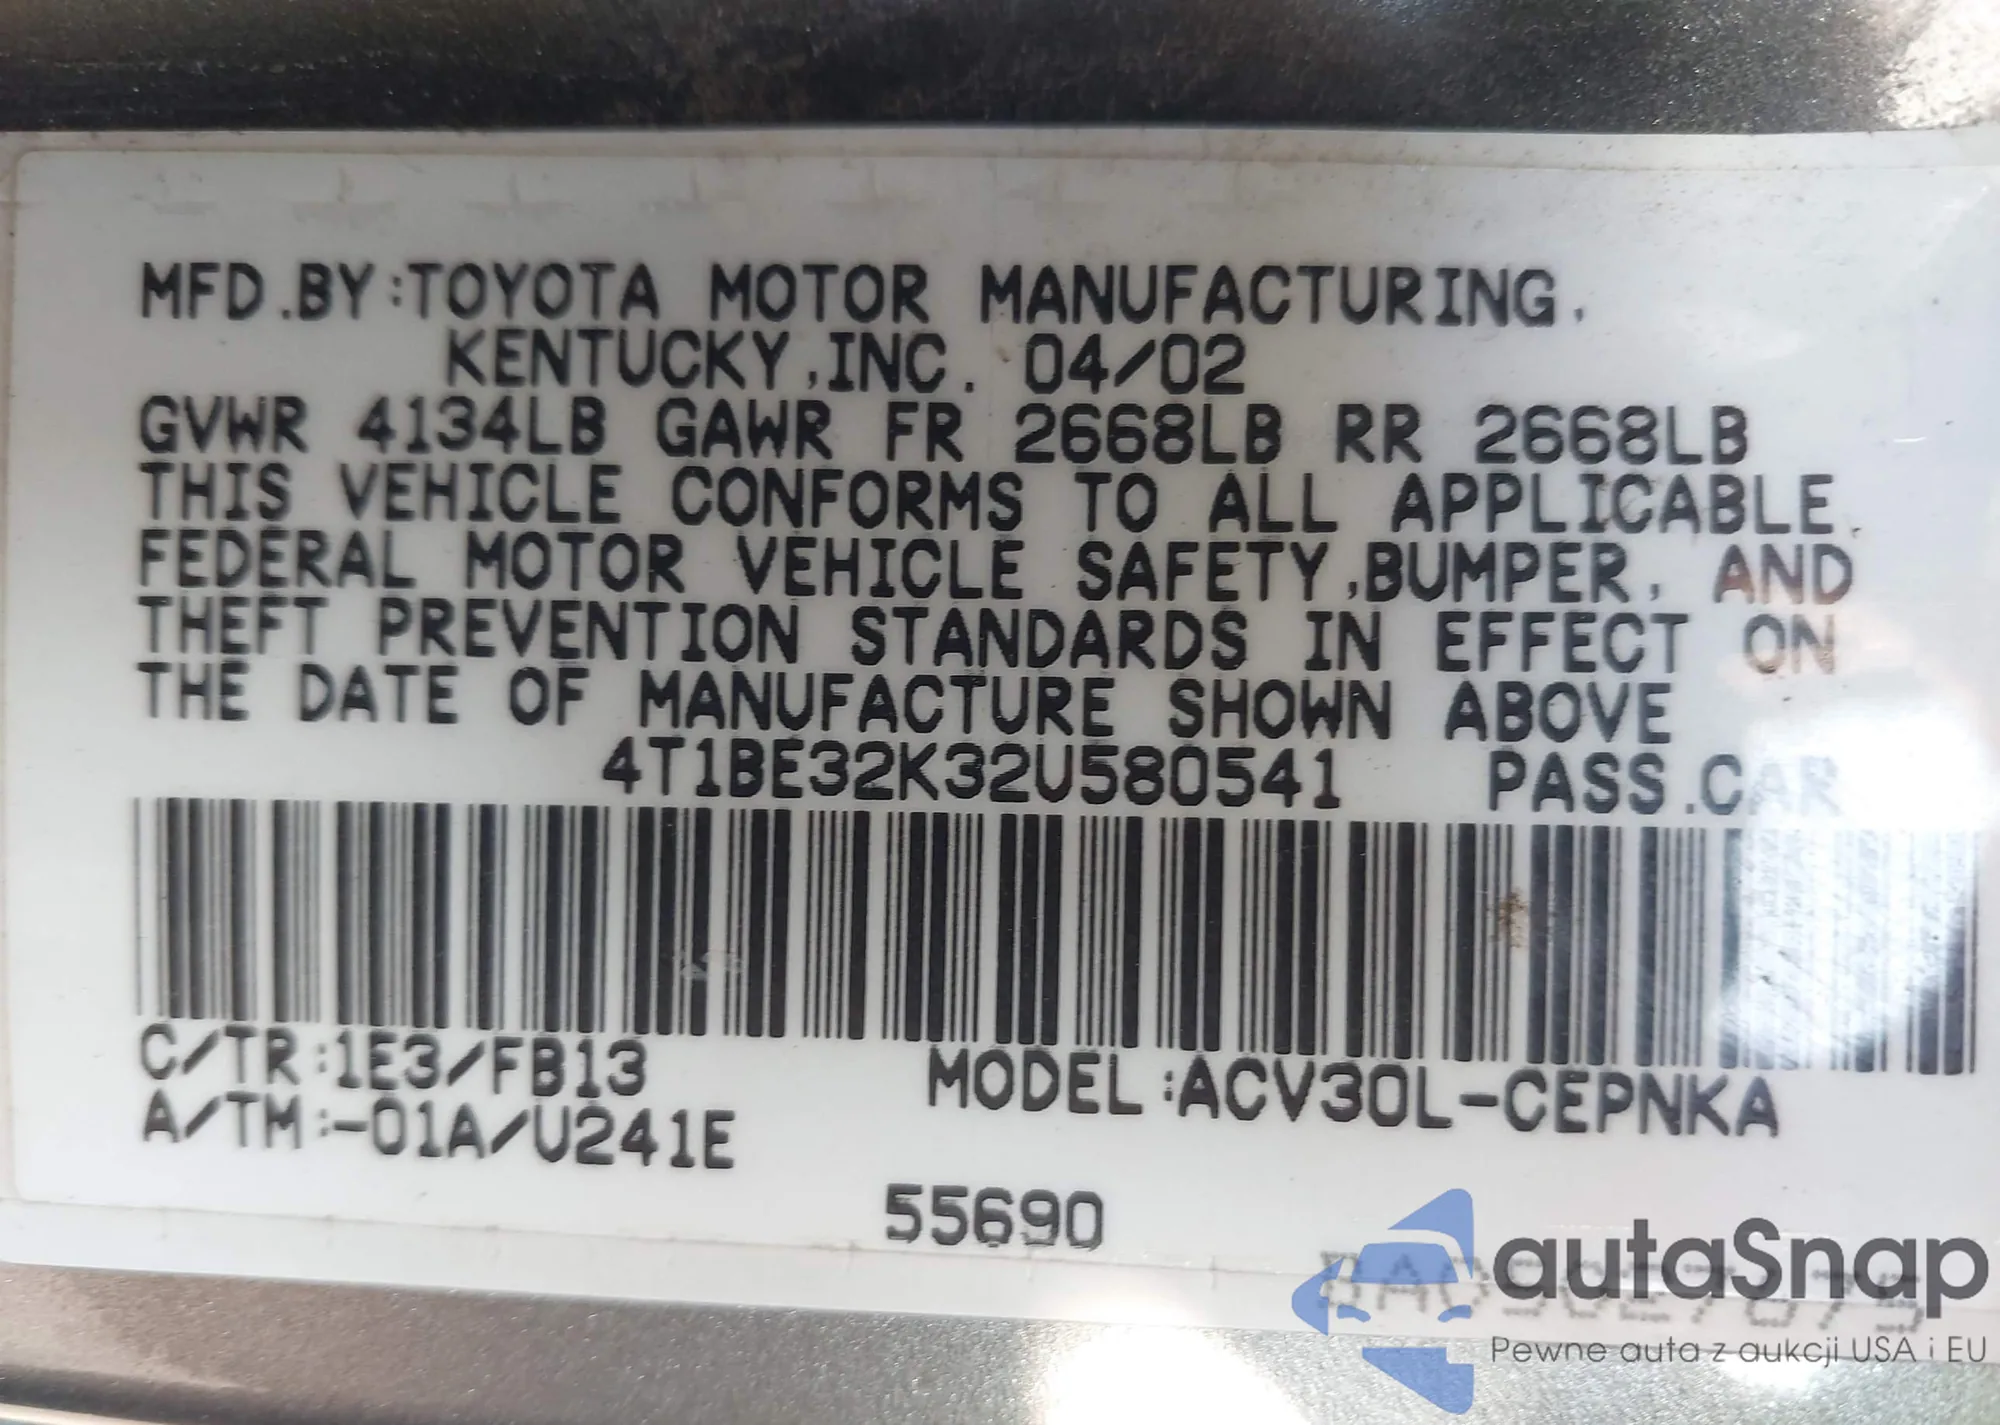 MFD.BY:TOYOTA MOTOR MANUFACTURING,
KENTUCKY,INC. 04/02
GVWR 4134LB GAWR FR 2668LB RR 2668LB
THIS VEHICLE CONFORMS TO ALL APPLICABLE
FEDERAL MOTOR VEHICLE SAFETY,BUMPER, AND
THEFT PREVENTION STANDARDS IN EFFECT ON
THE DATE OF MANUFACTURE SHOWN ABOVE
4T1BE32K32U580541 PASS.CAR
C/TR:1E3/FB13 MODEL:ACV30L-CEPNKA
A/TM:-01A/U241E
55690
autaSnap
Pewne auta z aukcji USA i EU